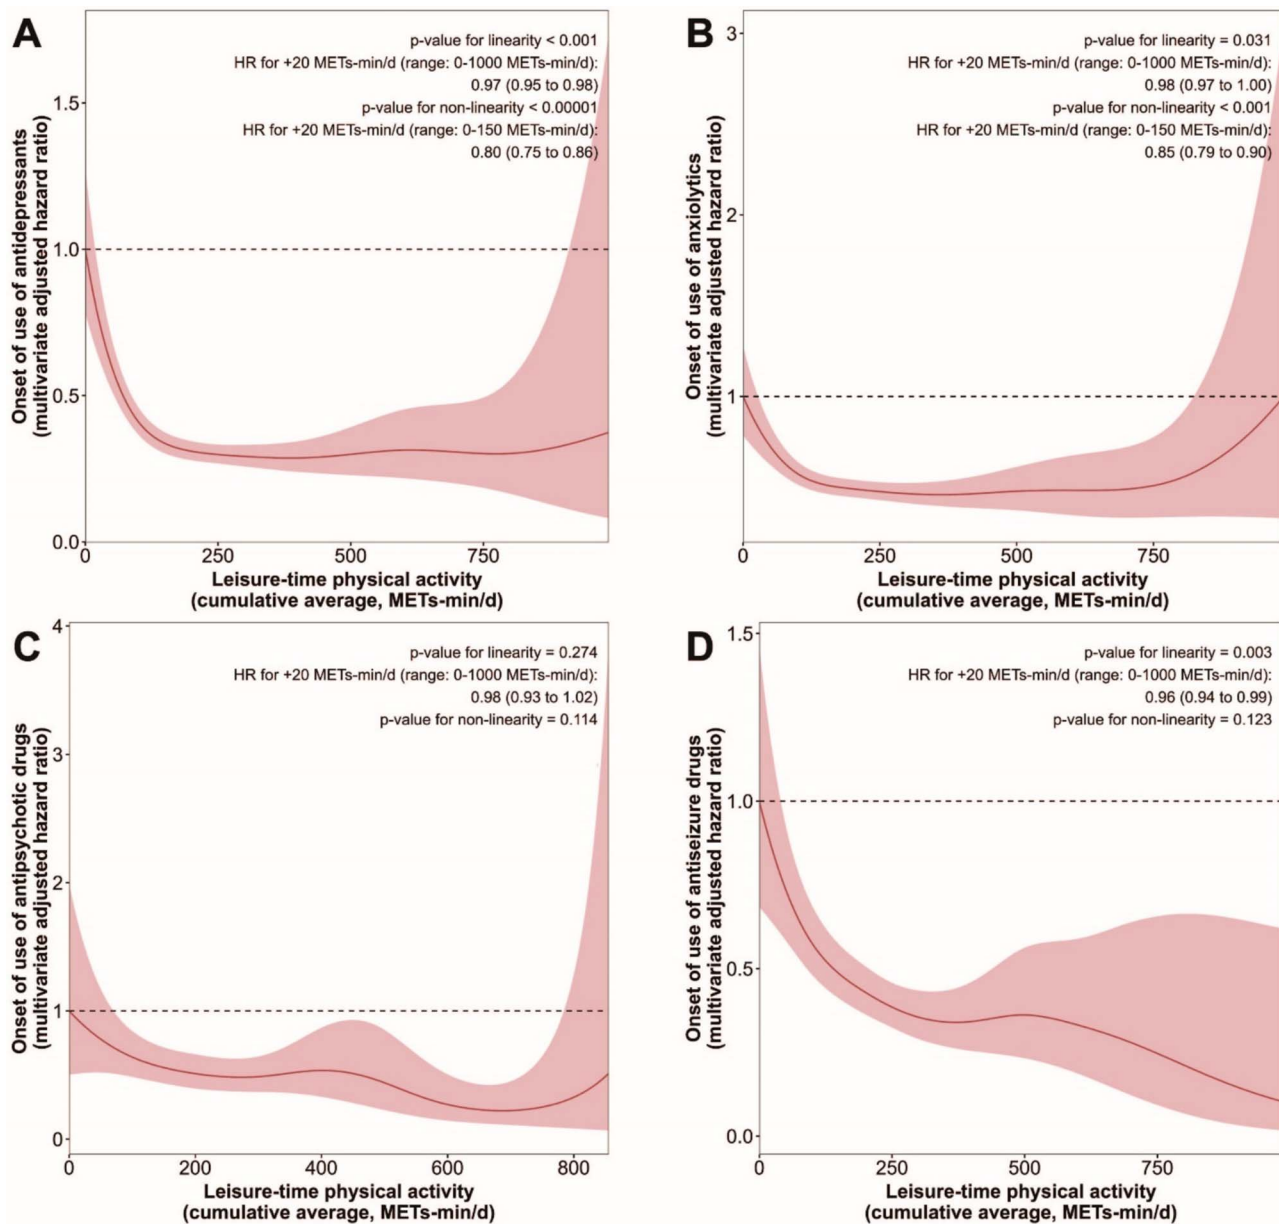 A
p-value for linearity < 0.001
HR for +20 METs-min/d (range: 0-1000 METs-min/d):
0.97 (0.95 to 0.98)
p-value for non-linearity < 0.00001
HR for +20 METs-min/d (range: 0-150 METs-min/d):
0.80 (0.75 to 0.86)
Onset of use of antidepressants
(multivariate adjusted hazard ratio)
1.5
1.0
0.5
0.0
0 250 500 750
Leisure-time physical activity
(cumulative average, METs-min/d)
B
p-value for linearity = 0.031
HR for +20 METs-min/d (range: 0-1000 METs-min/d):
0.98 (0.97 to 1.00)
p-value for non-linearity < 0.001
HR for +20 METs-min/d (range: 0-150 METs-min/d):
0.85 (0.79 to 0.90)
Onset of use of anxiolytics
(multivariate adjusted hazard ratio)
3
2
1
0 250 500 750
Leisure-time physical activity
(cumulative average, METs-min/d)
C
p-value for linearity = 0.274
HR for +20 METs-min/d (range: 0-1000 METs-min/d):
0.98 (0.93 to 1.02)
p-value for non-linearity = 0.114
Onset of use of antipsychotic drugs
(multivariate adjusted hazard ratio)
4
3
2
1
0
0 200 400 600 800
Leisure-time physical activity
(cumulative average, METs-min/d)
D
p-value for linearity = 0.003
HR for +20 METs-min/d (range: 0-1000 METs-min/d):
0.96 (0.94 to 0.99)
p-value for non-linearity = 0.123
Onset of use of antiseizure drugs
(multivariate adjusted hazard ratio)
1.5
1.0
0.5
0.0
0 250 500 750
Leisure-time physical activity
(cumulative average, METs-min/d)